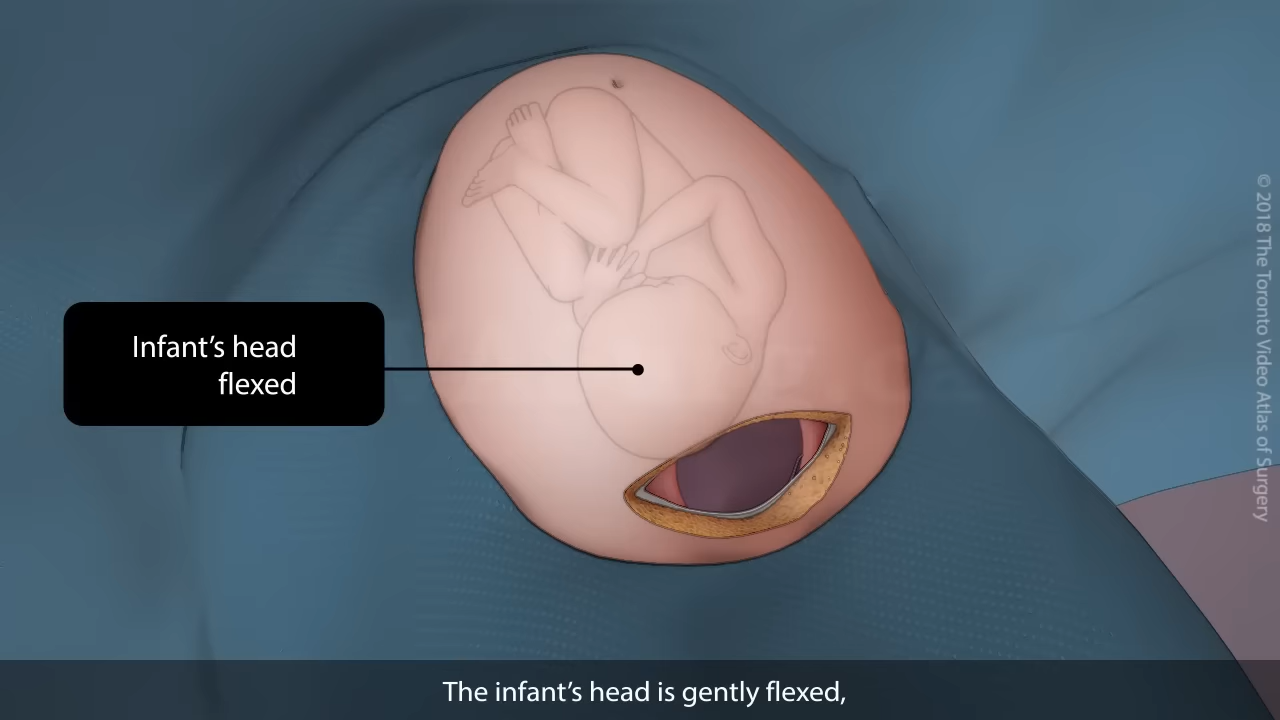 Infant’s head
flexed
© 2018 The Toronto Video Atlas of Surgery
The infant’s head is gently flexed,